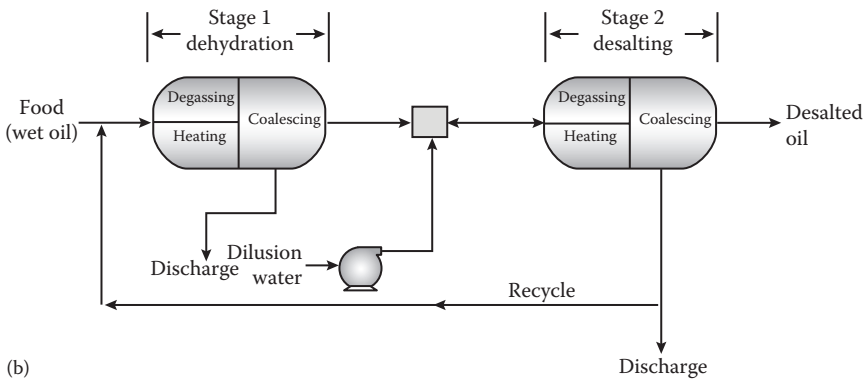 Stage 1
dehydration
Stage 2
desalting
Food
(wet oil)
Degassing
Heating
Coalescing
Degassing
Heating
Coalescing
Desalted
oil
Discharge
Dilusion
water
Recycle
Discharge
(b)